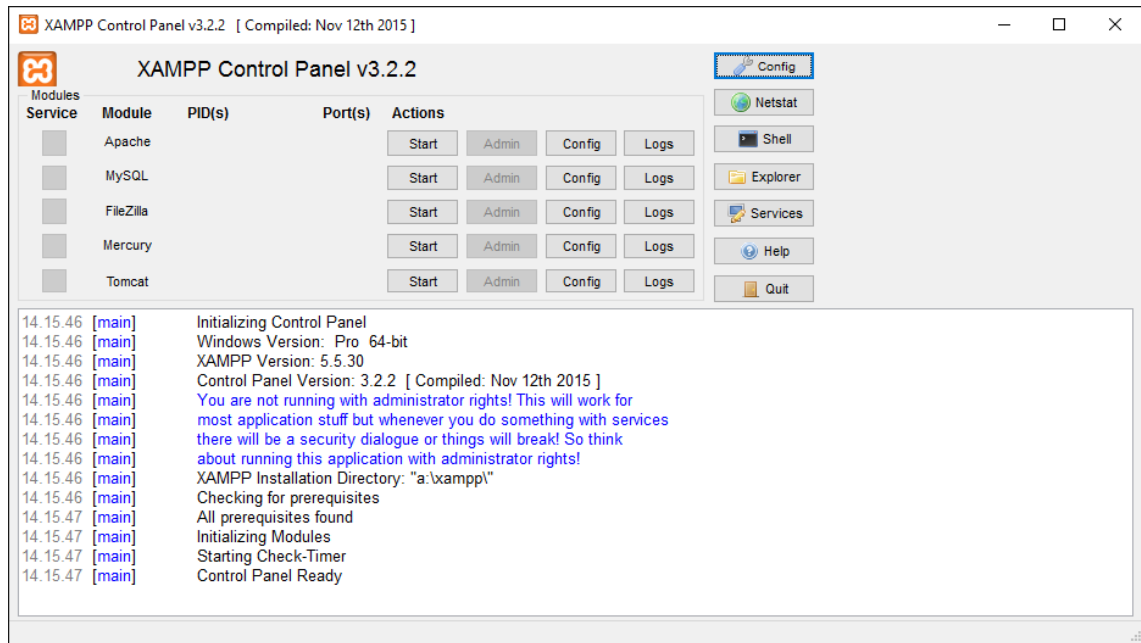 XAMPP Control Panel v3.2.2 [ Compiled: Nov 12th 2015 ]
XAMPP Control Panel v3.2.2
Config
Modules
Netstat
Service Module PID(s) Port(s) Actions
Apache Start Admin Config Logs
Shell
MySQL Start Admin Config Logs
Explorer
FileZilla Start Admin Config Logs
Services
Mercury Start Admin Config Logs
Help
Tomcat Start Admin Config Logs
Quit
14.15.46 [main] Initializing Control Panel
14.15.46 [main] Windows Version: Pro 64-bit
14.15.46 [main] XAMPP Version: 5.5.30
14.15.46 [main] Control Panel Version: 3.2.2 [ Compiled: Nov 12th 2015 ]
14.15.46 [main] You are not running with administrator rights! This will work for
14.15.46 [main] most application stuff but whenever you do something with services
14.15.46 [main] there will be a security dialogue or things will break! So think
14.15.46 [main] about running this application with administrator rights!
14.15.46 [main] XAMPP Installation Directory: "a:\xampp\"
14.15.46 [main] Checking for prerequisites
14.15.47 [main] All prerequisites found
14.15.47 [main] Initializing Modules
14.15.47 [main] Starting Check-Timer
14.15.47 [main] Control Panel Ready